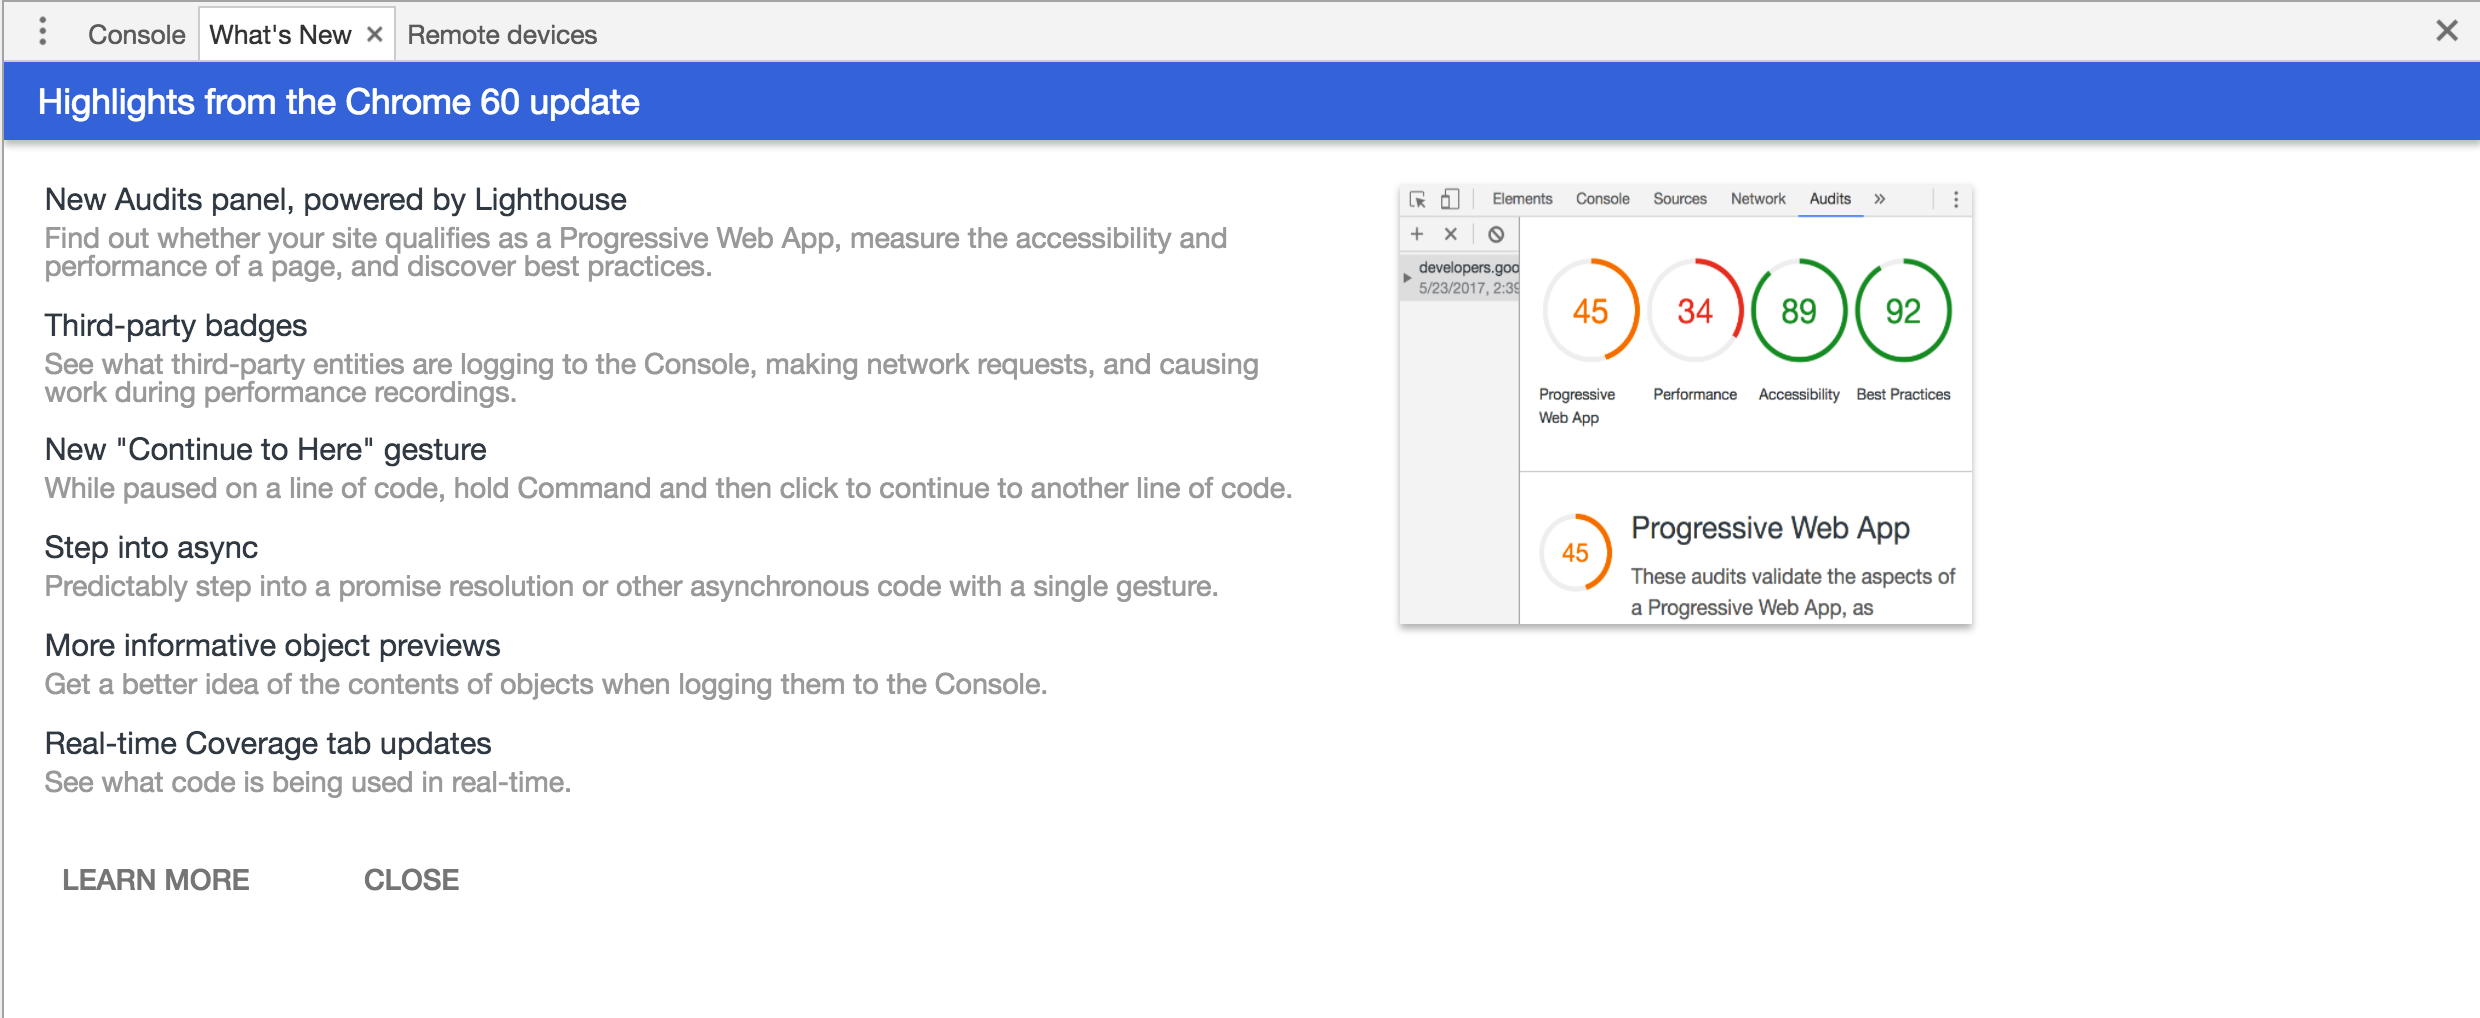 Console What's New Remote devices
Highlights from the Chrome 60 update
New Audits panel, powered by Lighthouse
Find out whether your site qualifies as a Progressive Web App, measure the accessibility and
performance of a page, and discover best practices.
Third-party badges
See what third-party entities are logging to the Console, making network requests, and causing
work during performance recordings.
New "Continue to Here" gesture
While paused on a line of code, hold Command and then click to continue to another line of code.
Step into async
Predictably step into a promise resolution or other asynchronous code with a single gesture.
More informative object previews
Get a better idea of the contents of objects when logging them to the Console.
Real-time Coverage tab updates
See what code is being used in real-time.
LEARN MORE CLOSE
Elements Console Sources Network Audits
developers.goo
5/23/2017, 2:39
45 34 89 92
Progressive Performance Accessibility Best Practices
Web App
45
Progressive Web App
These audits validate the aspects of
a Progressive Web App, as